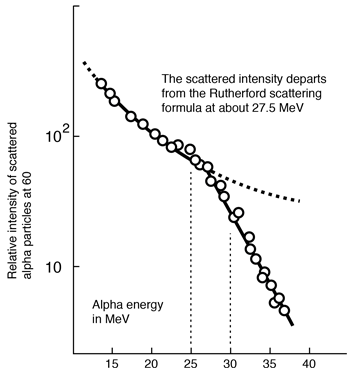 The scattered intensity departs
from the Rutherford scattering
formula at about 27.5 MeV
Relative intensity of scattered
alpha particles at 60
10²
10
Alpha energy
in MeV
15 20 25 30 35 40